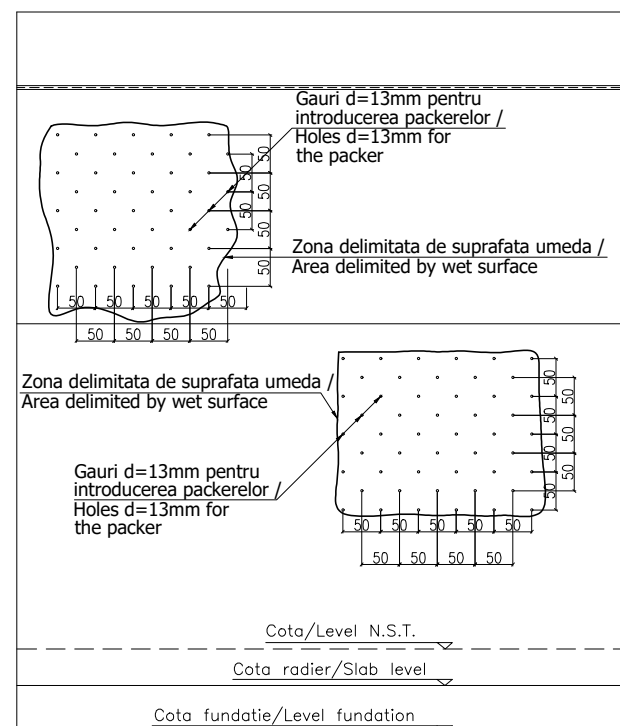 Gauri d=13mm pentru
introducerea packerelor /
Holes d=13mm for
the packer
50
50
50
50
50
50
Zona delimitata de suprafata umeda /
Area delimited by wet surface
50
50
50
50
50
50 50 50 50 50
50 50 50 50
Zona delimitata de suprafata umeda /
Area delimited by wet surface
50
50
50
50
50
50
50
Gauri d=13mm pentru
introducerea packerelor /
Holes d=13mm for
the packer
50 50 50 50 50
50 50 50 50
Cota/Level N.S.T.
Cota radier/Slab level
Cota fundatie/Level fundation